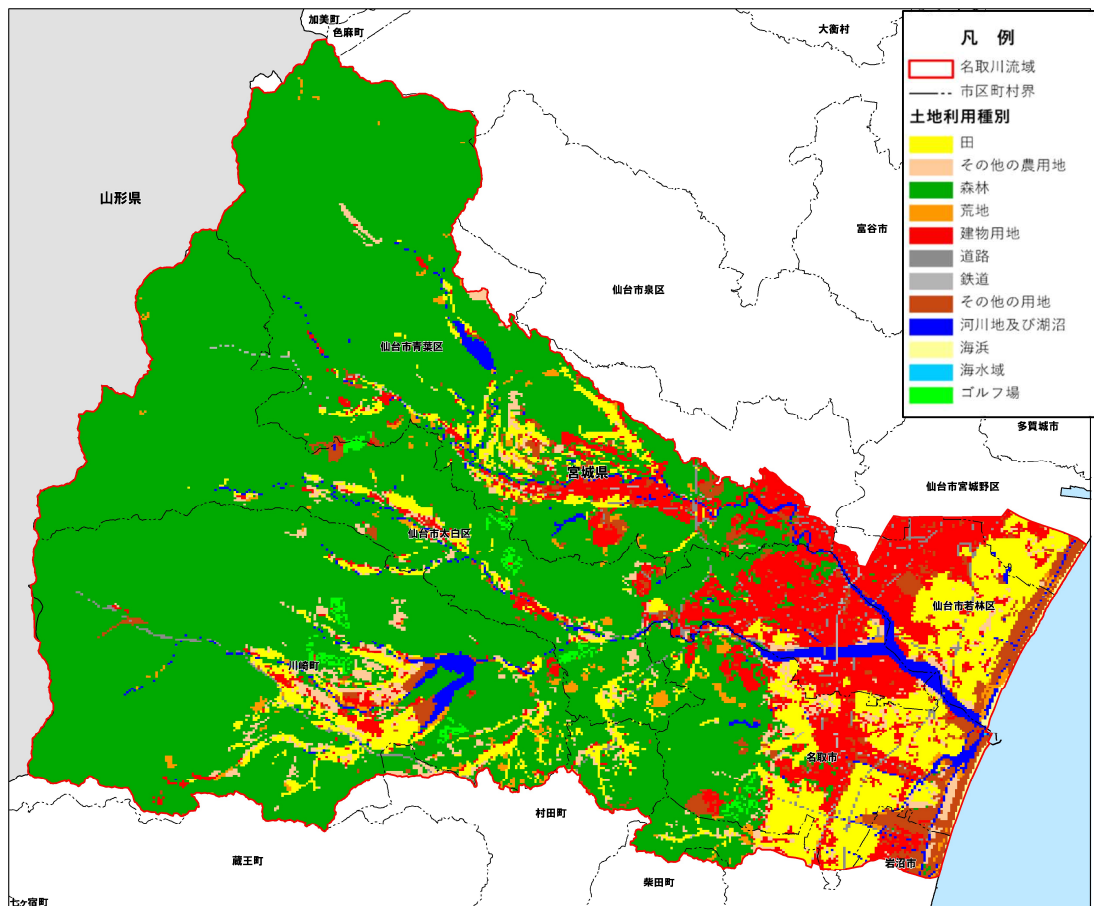 加美町
色麻町
大衡村
凡 例
名取川流域
市区町村界
土地利用種別
田
その他の農用地
森林
荒地
建物用地
道路
鉄道
その他の用地
河川地及び湖沼
海浜
海水域
ゴルフ場
山形県
富谷市
仙台市泉区
仙台市青葉区
多賀城市
宮城県
仙台市宮城野区
仙台市太白区
仙台市若林区
川崎町
名取市
村田町
岩沼市
蔵王町
柴田町
七ヶ宿町